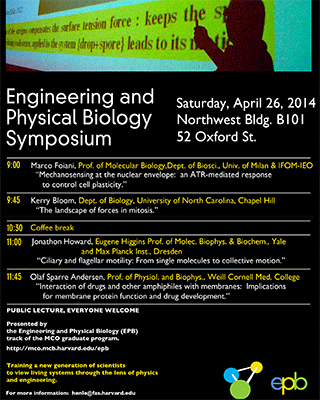 of the septum compensates the surface tension force : keeps the sp
applied to the system {drop+spore} leads to its
Engineering and
Physical Biology
Symposium
Saturday, April 26, 2014
Northwest Bldg. B101
52 Oxford St.
9:00 Marco Foiani, Prof. of Molecular Biology,Dept. of Biosci., Univ. of Milan & IFOM-IEO
"Mechanosensing at the nuclear envelope: an ATR-mediated response
to control cell plasticity."
9:45 Kerry Bloom, Dept. of Biology, University of North Carolina, Chapel Hill
"The landscape of forces in mitosis."
10:30 Coffee break
11:00 Jonathon Howard, Eugene Higgins Prof. of Molec. Biophys. & Biochem., Yale
and Max Planck Inst., Dresden
"Ciliary and flagellar motility: From single molecules to collective motion."
11:45 Olaf Sparre Andersen, Prof. of Physiol. and Biophys., Weill Cornell Med. College
"Interaction of drugs and other amphiphiles with membranes: Implications
for membrane protein function and drug development."
PUBLIC LECTURE, EVERYONE WELCOME
Presented by
the Engineering and Physical Biology (EPB)
track of the MCO graduate program.
http://mco.mcb.harvard.edu/epb
Training a new generation of scientists
to view living systems through the lens of physics
and engineering.
For more information: henle@fas.harvard.edu
epb